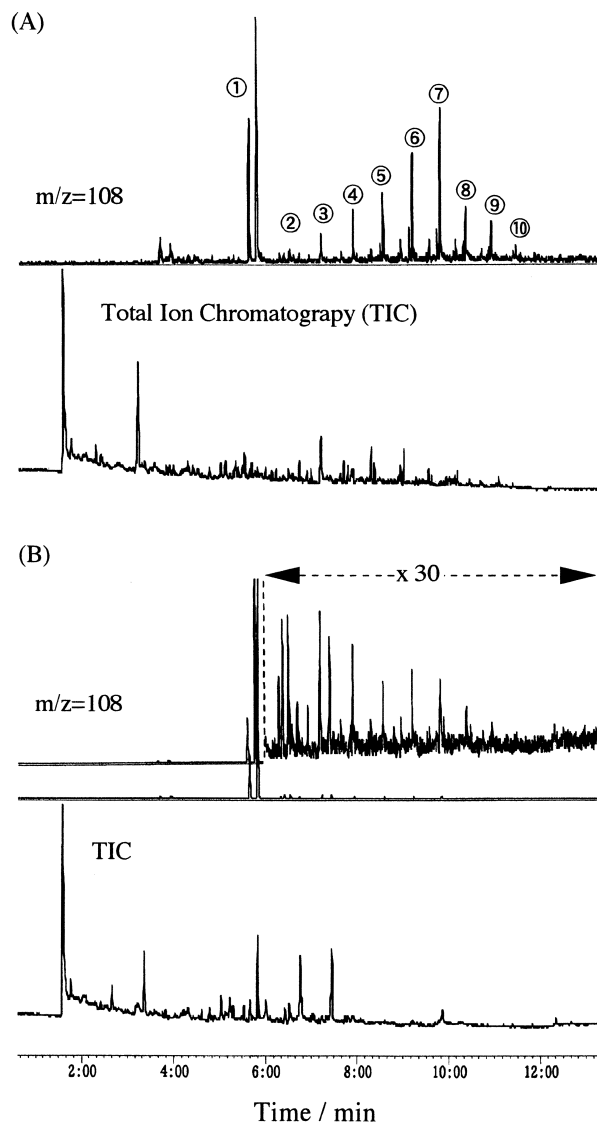 (A)
① ② ③ ④ ⑤ ⑥ ⑦ ⑧ ⑨ ⑩
m/z=108
Total Ion Chromatograpy (TIC)
(B)
x 30
m/z=108
TIC
2:00 4:00 6:00 8:00 10:00 12:00
Time / min